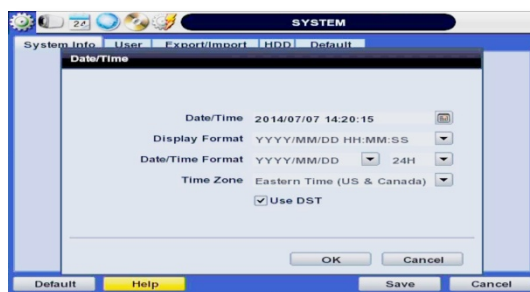 24
SYSTEM
System Info User Export/Import HDD Default
Date/Time
Date/Time 2014/07/07 14:20:15
Display Format YYYY/MM/DD HH:MM:SS
Date/Time Format YYYY/MM/DD 24H
Time Zone Eastern Time (US & Canada)
Use DST
OK Cancel
Default Help Save Cancel